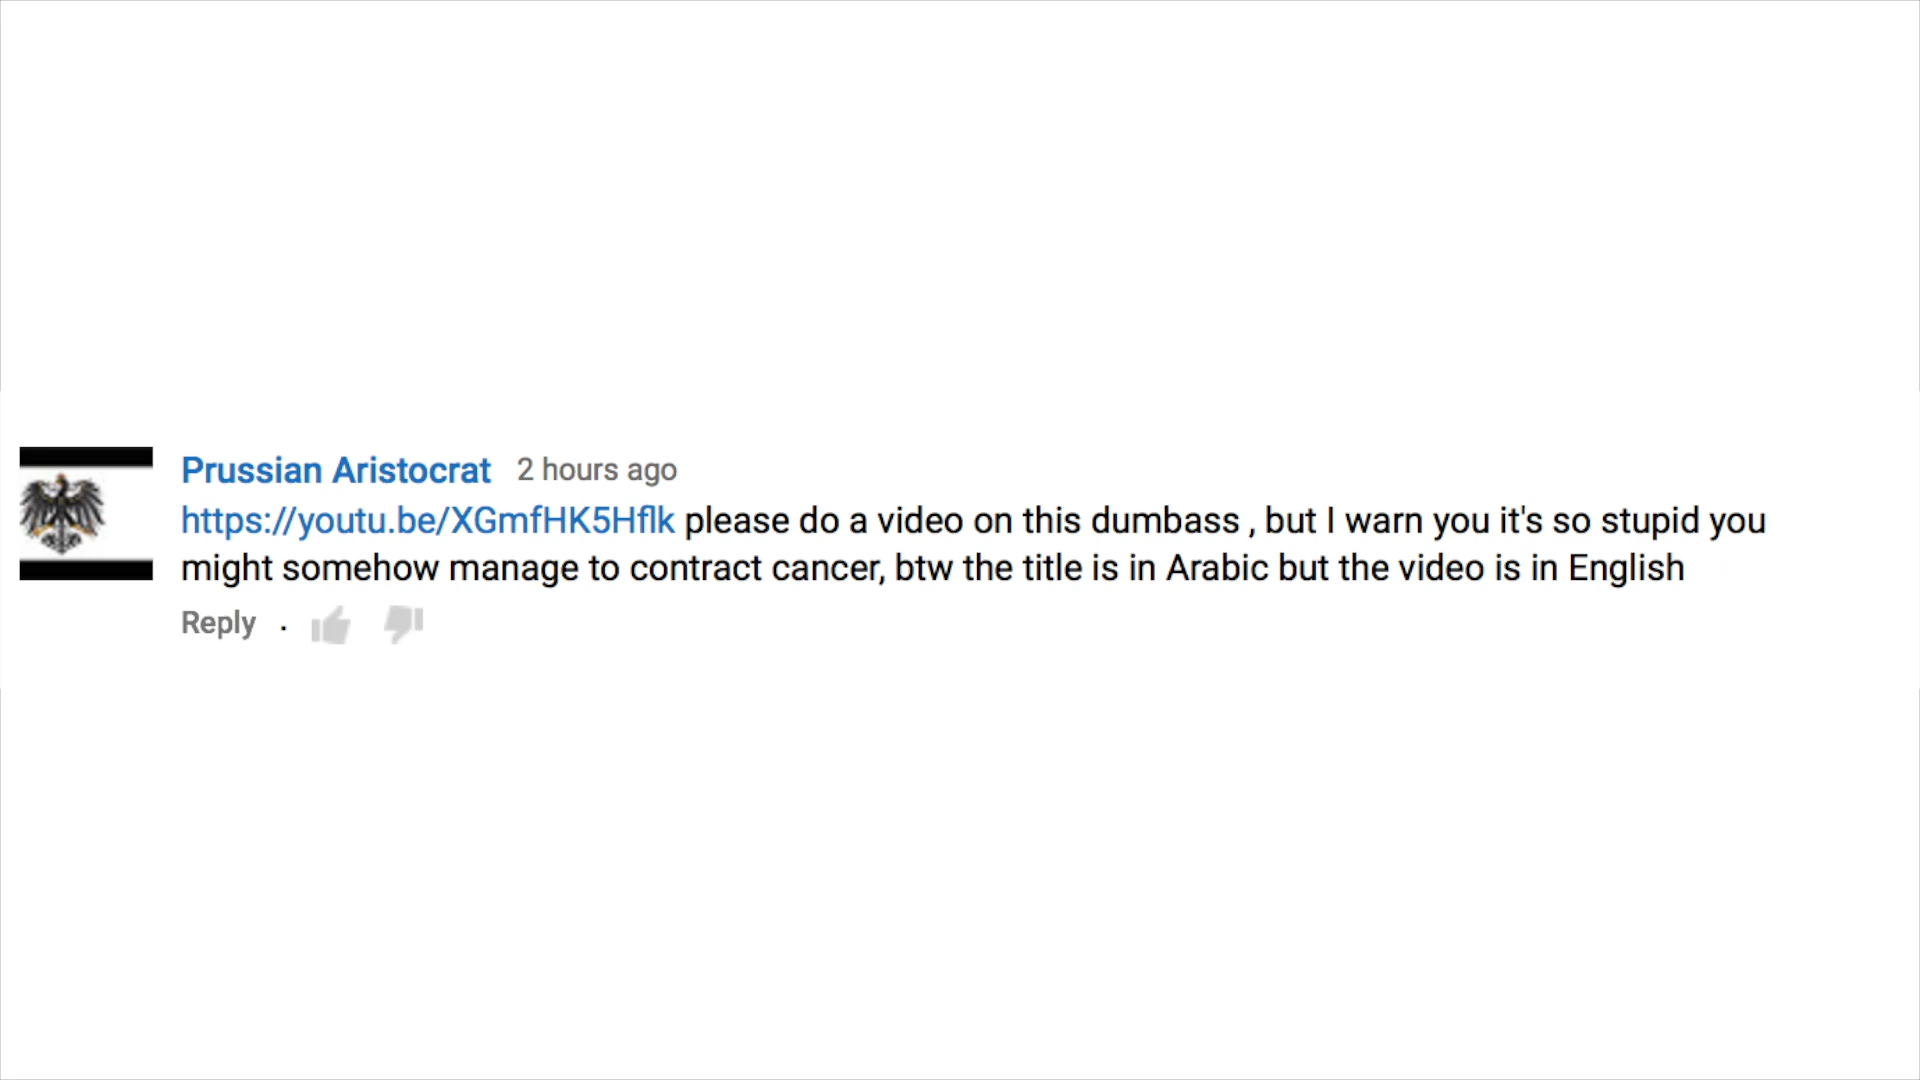 Prussian Aristocrat 2 hours ago
https://youtu.be/XGmfHK5Hflk please do a video on this dumbass , but I warn you it's so stupid you
might somehow manage to contract cancer, btw the title is in Arabic but the video is in English
Reply .